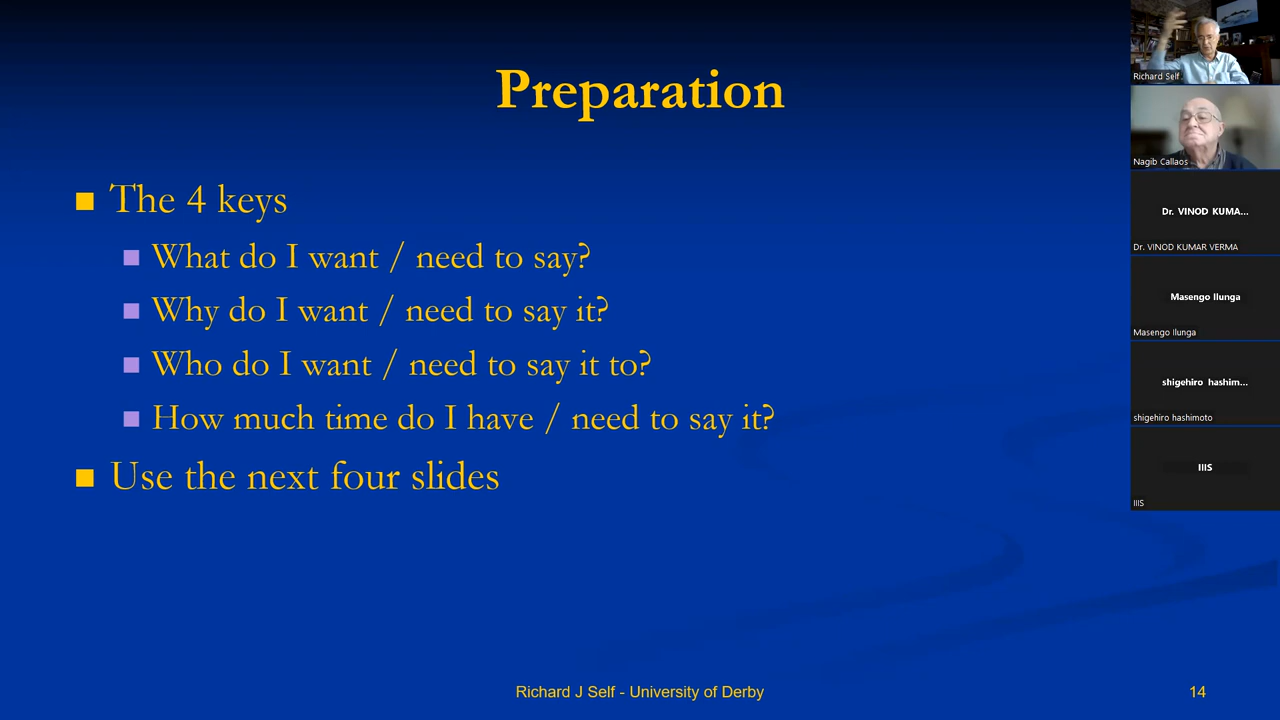 Preparation
The 4 keys
What do I want / need to say?
Why do I want / need to say it?
Who do I want / need to say it to?
How much time do I have / need to say it?
Use the next four slides
Richard J Self - University of Derby
14
Richard Self
Nagib Callaos
Dr. VINOD KUMA...
Dr. VINOD KUMAR VERMA
Masengo Ilunga
Masengo Ilunga
shigehiro hashim...
shigehiro hashimoto
IIIS
IIIS